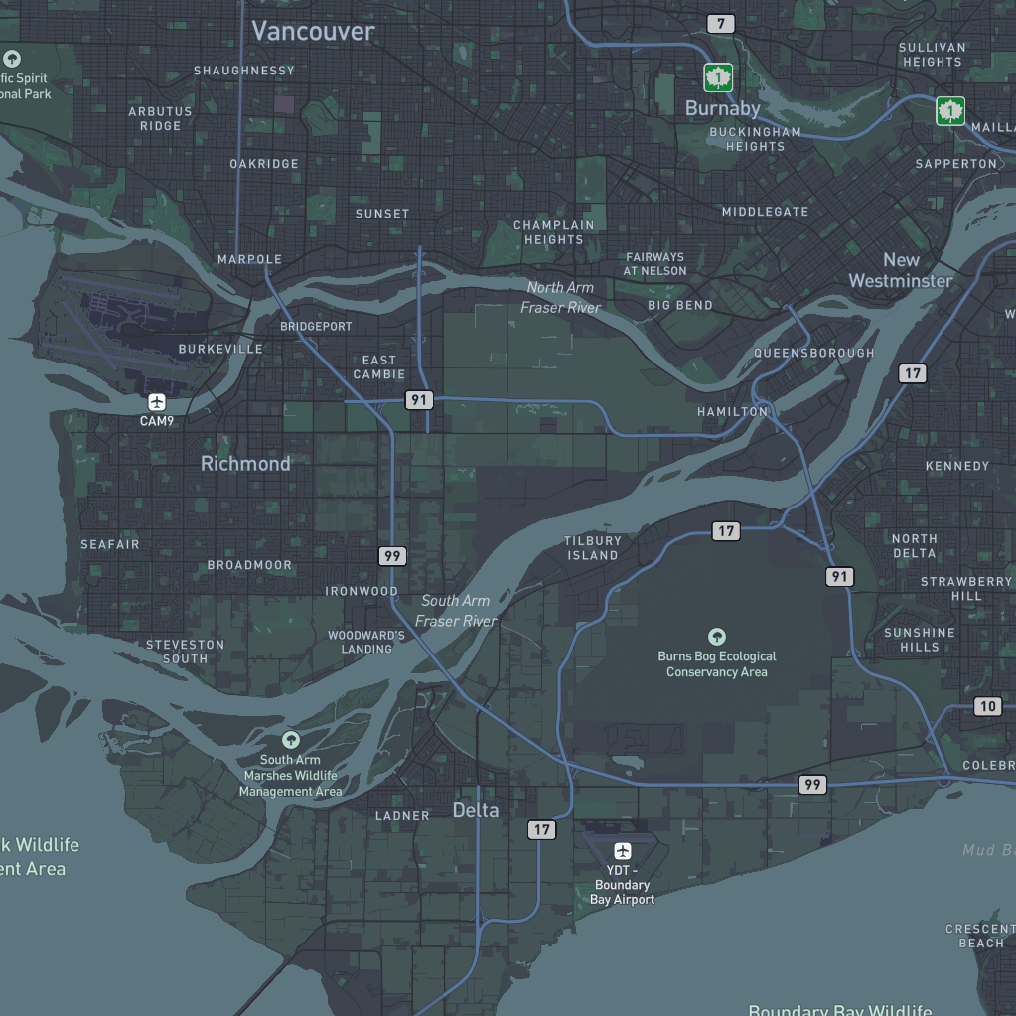 Vancouver
7
SULLIVAN
HEIGHTS
fic Spirit
onal Park
SHAUGHNESSY
1
Burnaby
1
ARBUTUS
RIDGE
BUCKINGHAM
HEIGHTS
MAILLA
OAKRIDGE
SAPPERTON
SUNSET
MIDDLEGATE
CHAMPLAIN
HEIGHTS
MARPOLE
FAIRWAYS
AT NELSON
New
Westminster
North Arm
Fraser River
BIG BEND
W
BRIDGEPORT
BURKEVILLE
EAST
CAMBIE
QUEENSBOROUGH
17
91
CAM9
HAMILTON
Richmond
KENNEDY
17
SEAFAIR
TILBURY
ISLAND
NORTH
DELTA
99
BROADMOOR
91
STRAWBERRY
HILL
IRONWOOD
South Arm
Fraser River
WOODWARD'S
LANDING
SUNSHINE
HILLS
STEVESTON
SOUTH
Burns Bog Ecological
Conservancy Area
10
South Arm
Marshes Wildlife
Management Area
COLEBR
99
LADNER
Delta
17
k Wildlife
ent Area
YDT -
Boundary
Bay Airport
Mud Ba
CRESCENT
BEACH
Boundary Bay Wildlife